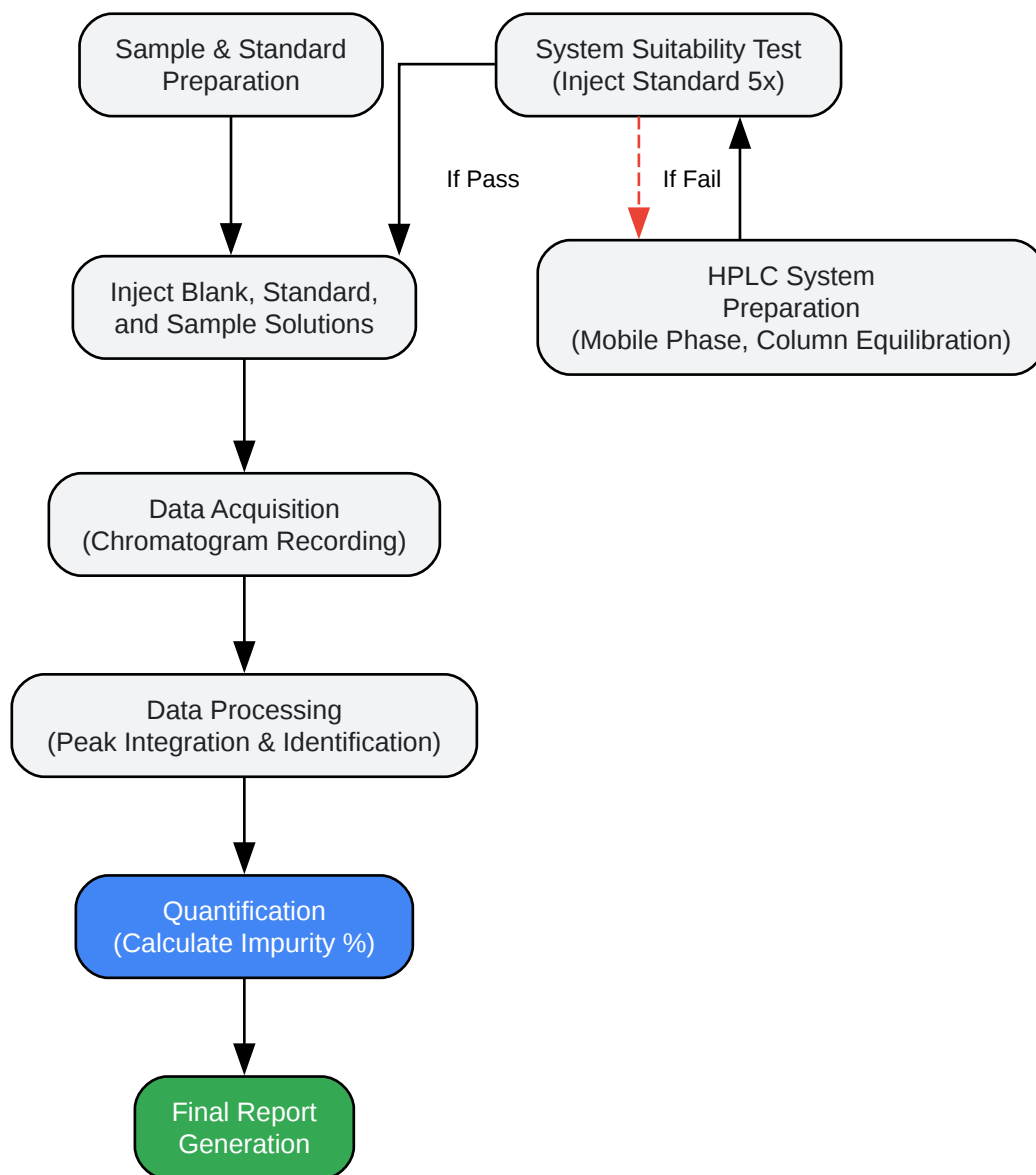 Sample & Standard
Preparation
System Suitability Test
(Inject Standard 5x)
If Pass
If Fail
Inject Blank, Standard,
and Sample Solutions
HPLC System
Preparation
(Mobile Phase, Column Equilibration)
Data Acquisition
(Chromatogram Recording)
Data Processing
(Peak Integration & Identification)
Quantification
(Calculate Impurity %)
Final Report
Generation